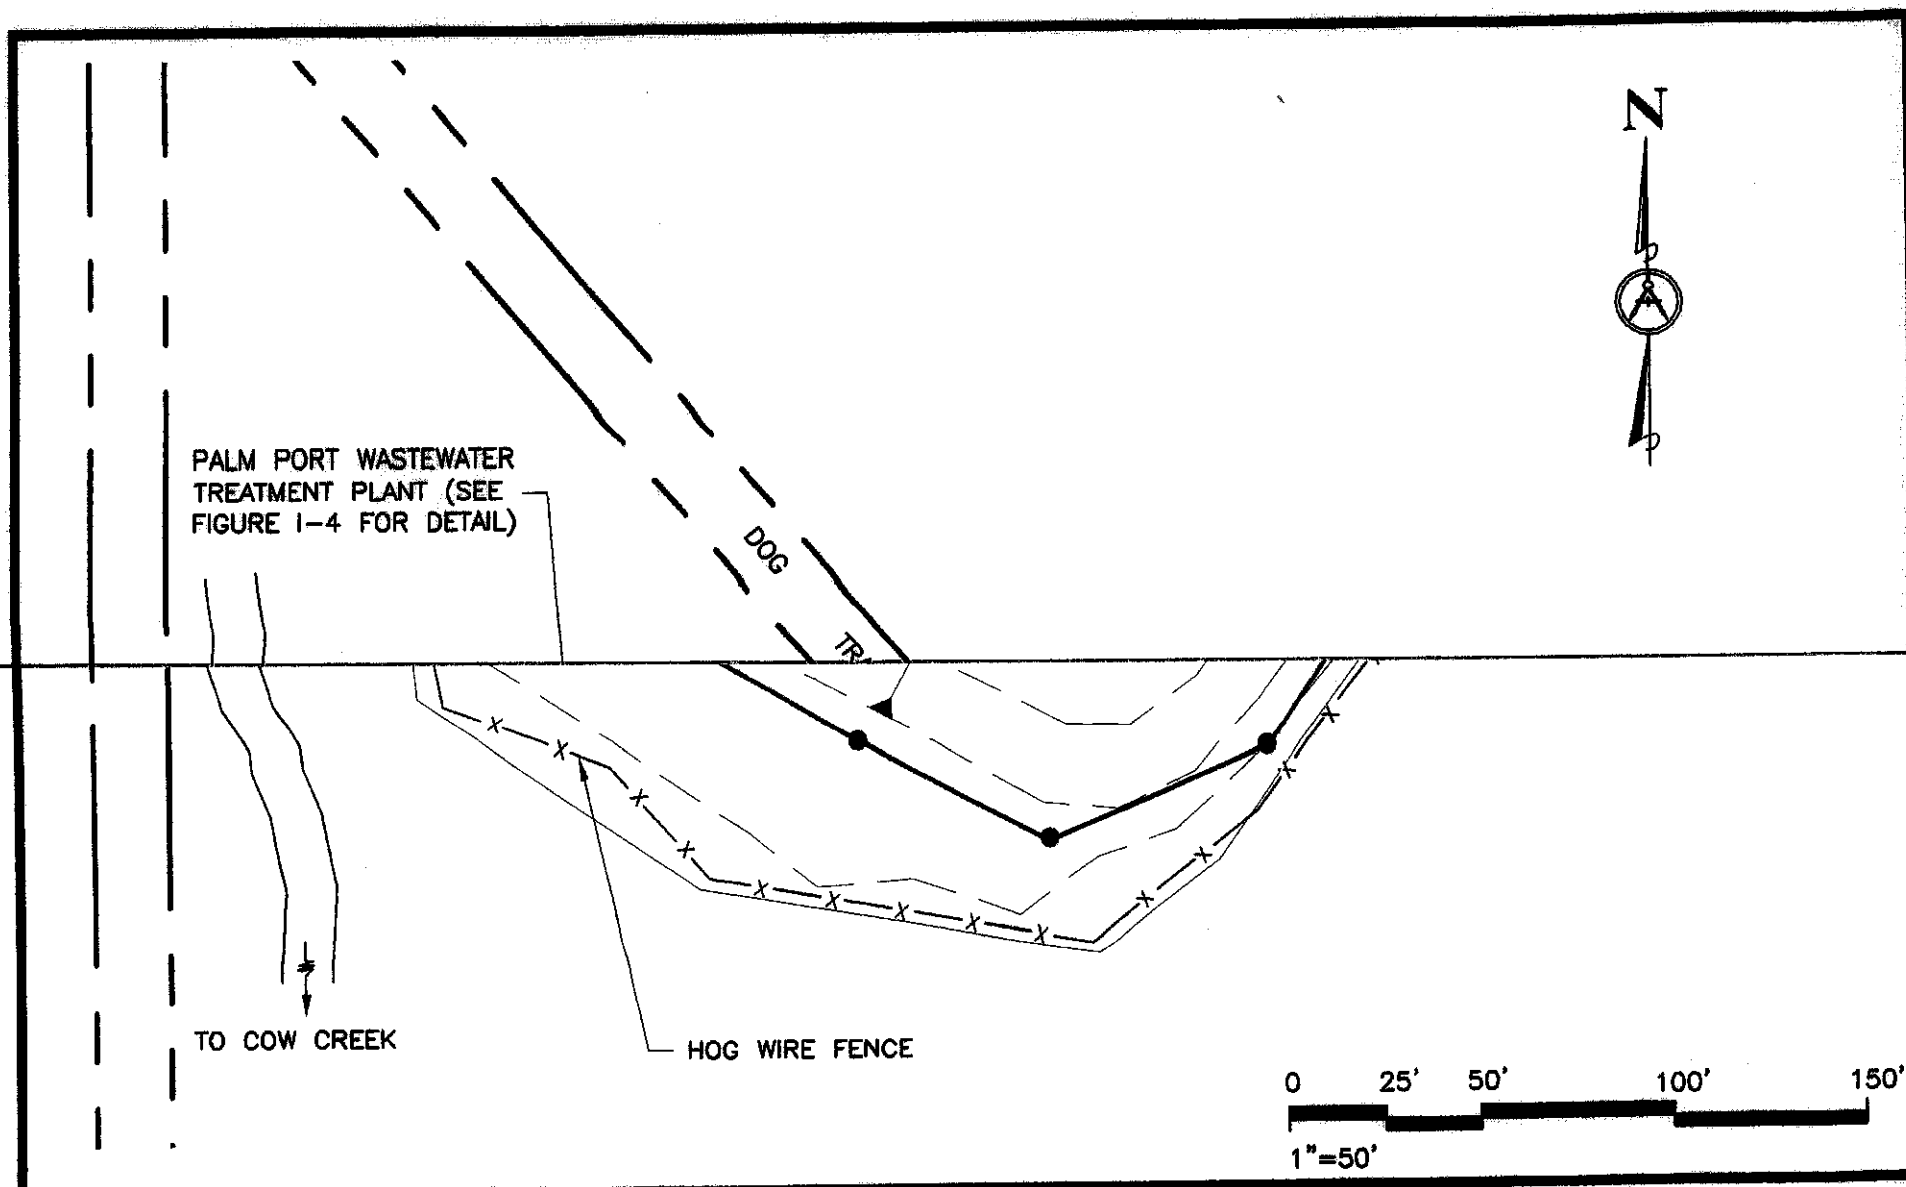 N
PALM PORT WASTEWATER
TREATMENT PLANT (SEE
FIGURE I-4 FOR DETAIL)
DOG
TO COW CREEK
HOG WIRE FENCE
0 25' 50' 100' 150'
1"=50'